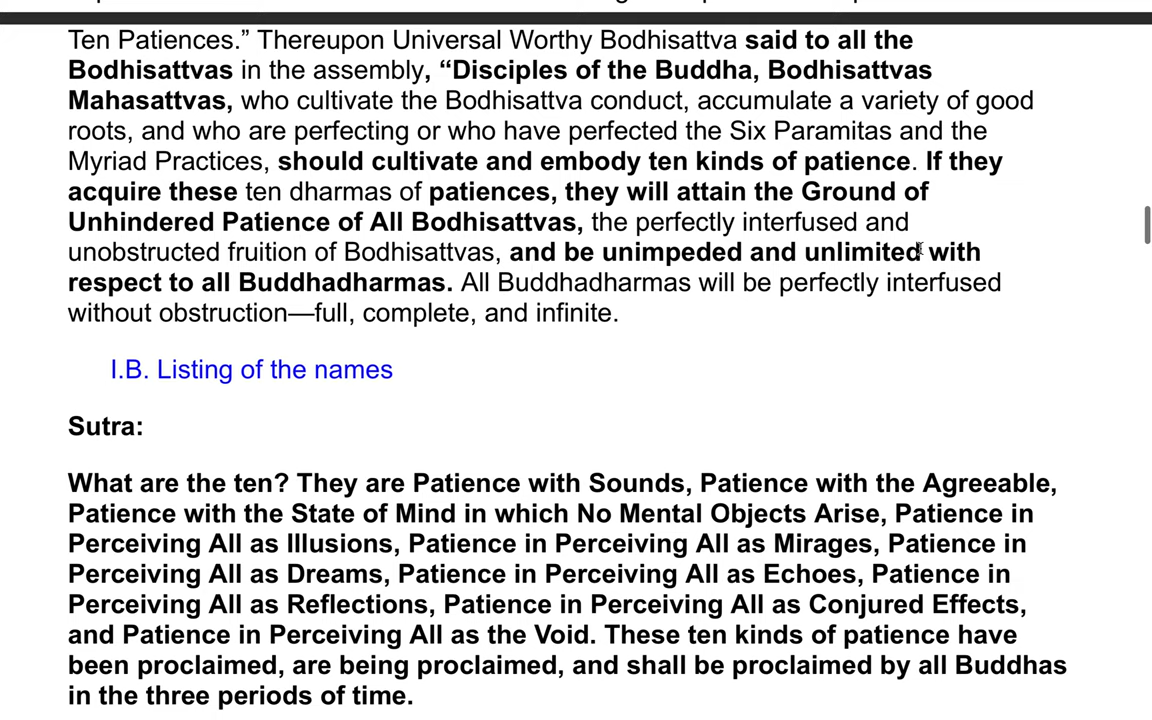 Ten Patiences.” Thereupon Universal Worthy Bodhisattva said to all the
Bodhisattvas in the assembly, “Disciples of the Buddha, Bodhisattvas
Mahasattvas, who cultivate the Bodhisattva conduct, accumulate a variety of good
roots, and who are perfecting or who have perfected the Six Paramitas and the
Myriad Practices, should cultivate and embody ten kinds of patience. If they
acquire these ten dharmas of patiences, they will attain the Ground of
Unhindered Patience of All Bodhisattvas, the perfectly interfused and
unobstructed fruition of Bodhisattvas, and be unimpeded and unlimited with
respect to all Buddhadharmas. All Buddhadharmas will be perfectly interfused
without obstruction—full, complete, and infinite.
I.B. Listing of the names
Sutra:
What are the ten? They are Patience with Sounds, Patience with the Agreeable,
Patience with the State of Mind in which No Mental Objects Arise, Patience in
Perceiving All as Illusions, Patience in Perceiving All as Mirages, Patience in
Perceiving All as Dreams, Patience in Perceiving All as Echoes, Patience in
Perceiving All as Reflections, Patience in Perceiving All as Conjured Effects,
and Patience in Perceiving All as the Void. These ten kinds of patience have
been proclaimed, are being proclaimed, and shall be proclaimed by all Buddhas
in the three periods of time.